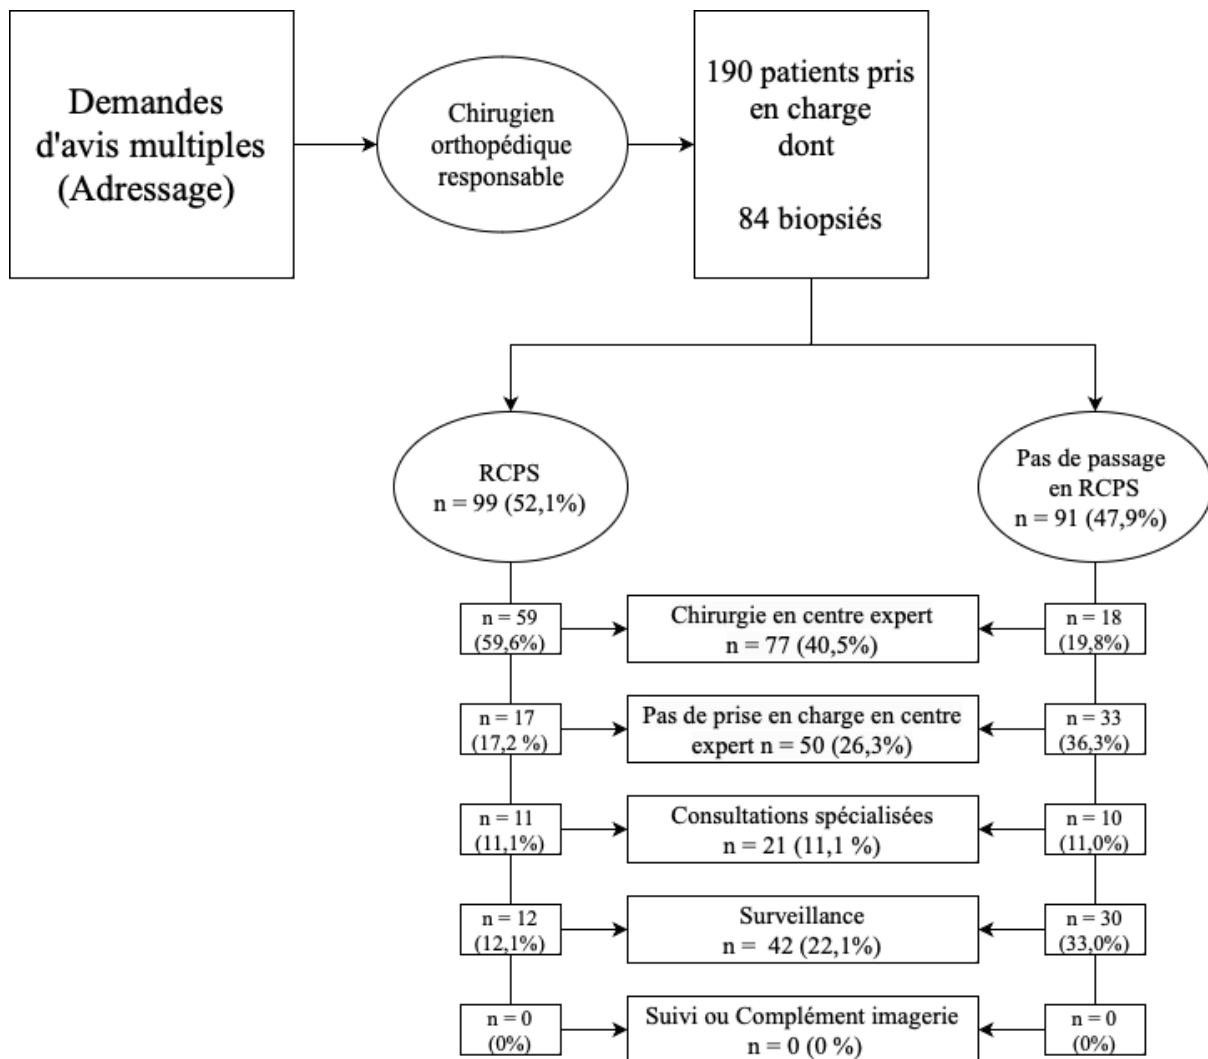 Demandes
d'avis multiples
(Adressage)
Chirugien
orthopédique
responsable
190 patients pris
en charge
dont
84 biopsiés
RCPS
n = 99 (52,1%)
Pas de passage
en RCPS
n = 91 (47,9%)
n = 59
(59,6%)
Chirurgie en centre expert
n = 77 (40,5%)
n = 18
(19,8%)
n = 17
(17,2 %)
Pas de prise en charge en centre
expert n = 50 (26,3%)
n = 33
(36,3%)
n = 11
(11,1%)
Consultations spécialisées
n = 21 (11,1 %)
n = 10
(11,0%)
n = 12
(12,1%)
Surveillance
n =  42 (22,1%)
n = 30
(33,0%)
n = 0
(0%)
Suivi ou Complément imagerie
n = 0 (0 %)
n = 0
(0%)